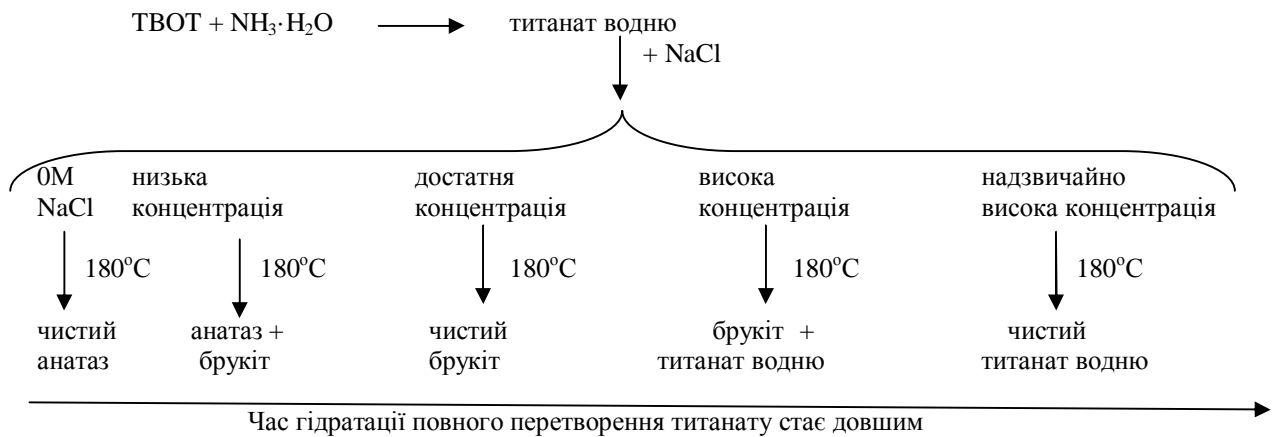 ТВОТ + NH₃·H₂O титанат водню
+ NaCl
0М низька достатня висока надзвичайно
NaCl концентрація концентрація концентрація висока концентрація
180°С 180°С 180°С 180°С 180°С
чистий анатаз + чистий брукіт + чистий
анатаз брукіт брукіт титанат водню титанат водню
Час гідратації повного перетворення титанату стає довшим